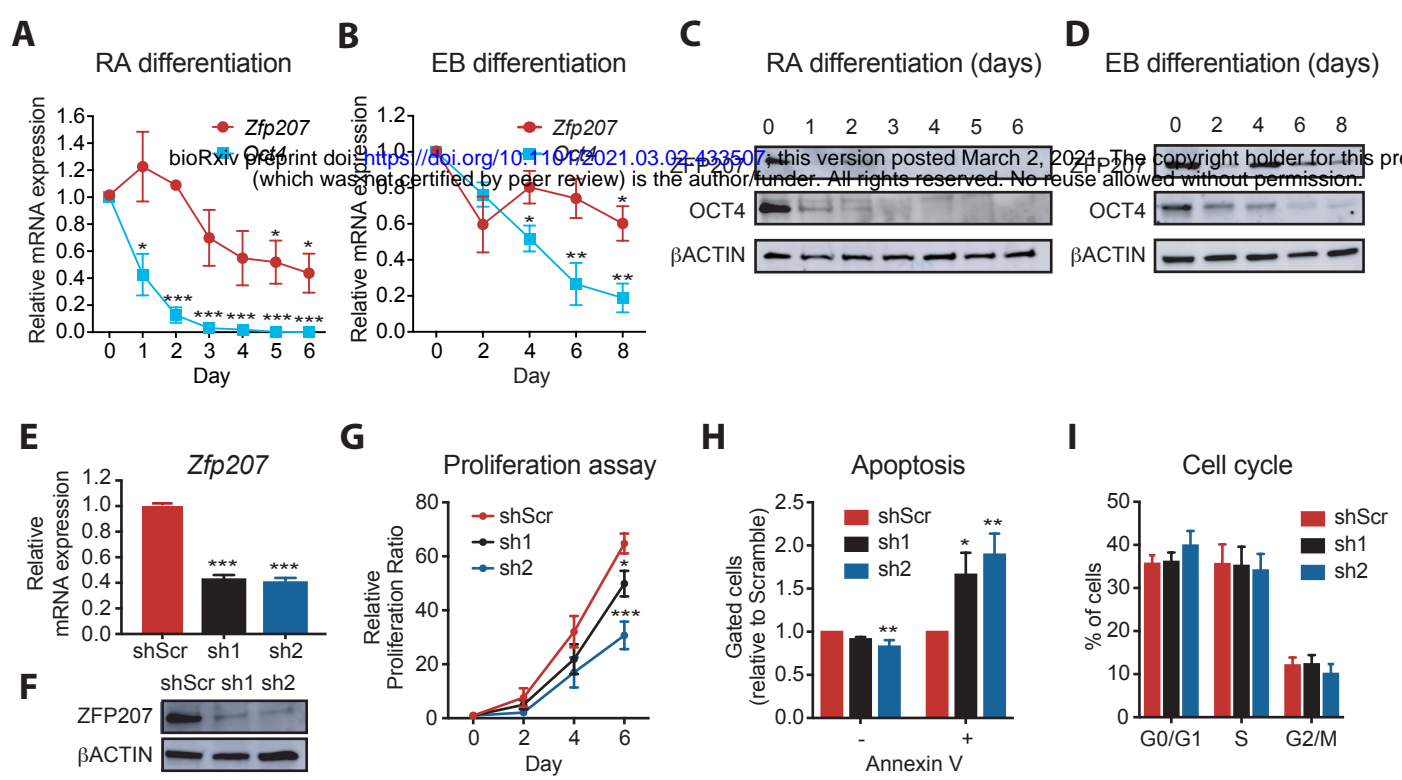 A
RA differentiation
Relative mRNA expression
1.6
1.4
1.2
1.0
0.8
0.6
0.4
0.2
0.0
Zfp207
Oct4
*
***
***
***
***
***
*
*
0 1 2 3 4 5 6
Day
B
EB differentiation
Relative mRNA expression
1.2
1.0
0.8
0.6
0.4
0.2
0.0
Zfp207
Oct4
*
*
**
**
0 2 4 6 8
Day
C
RA differentiation (days)
0 1 2 3 4 5 6
ZFP207
OCT4
βACTIN
D
EB differentiation (days)
0 2 4 6 8
ZFP207
OCT4
βACTIN
bioRxiv preprint doi: https://doi.org/10.1101/2021.03.02.433507; this version posted March 2, 2021. The copyright holder for this pre
(which was not certified by peer review) is the author/funder. All rights reserved. No reuse allowed without permission.
E
Zfp207
Relative
mRNA expression
1.2
1.0
0.8
0.6
0.4
0.2
0.0
***
***
shScr sh1 sh2
F
shScr sh1 sh2
ZFP207
βACTIN
G
Proliferation assay
Relative
Proliferation Ratio
80
60
40
20
0
shScr
sh1
sh2
*
***
0 2 4 6
Day
H
Apoptosis
Gated cells
(relative to Scramble)
2.5
2.0
1.5
1.0
0.5
0.0
shScr
sh1
sh2
**
*
**
- +
Annexin V
I
Cell cycle
% of cells
50
40
30
20
10
0
shScr
sh1
sh2
G0/G1 S G2/M